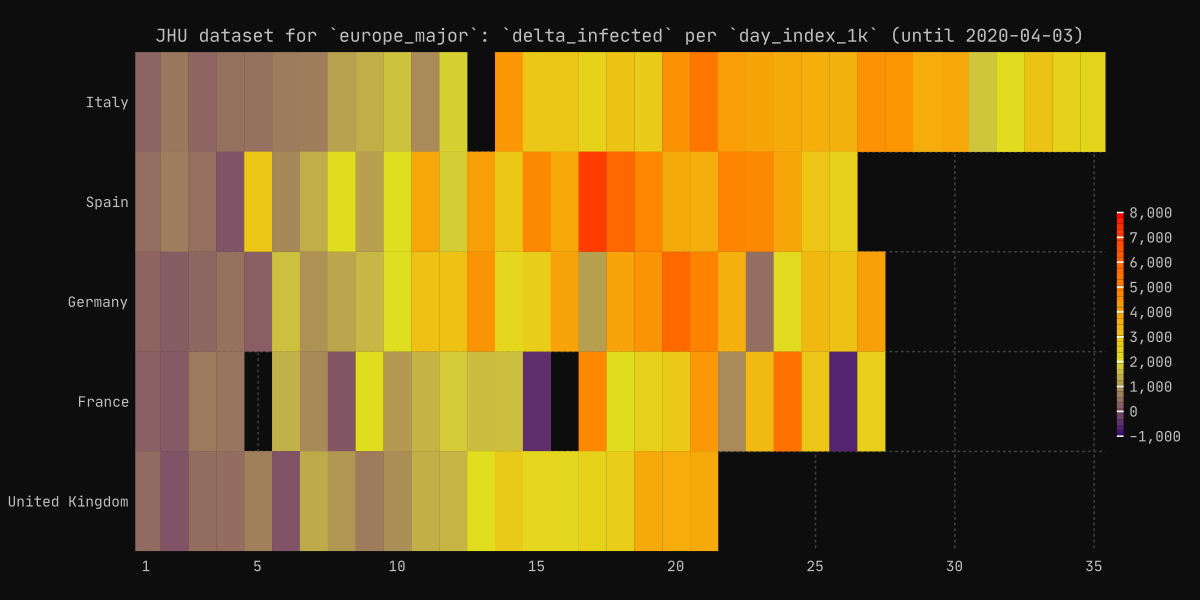 JHU dataset for `europe_major`: `delta_infected` per `day_index_1k` (until 2020-04-03)
Italy
Spain
Germany
France
United Kingdom
8,000
7,000
6,000
5,000
4,000
3,000
2,000
1,000
0
-1,000
1 5 10 15 20 25 30 35